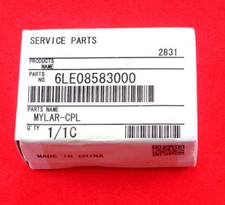 SERVICE PARTS
2831
PRODUCTS
NAME
PARTS NO. 6LE08583000
PARTS NAME
MYLAR-CPL
Q'TY 1/1C
MADE IN CHINA